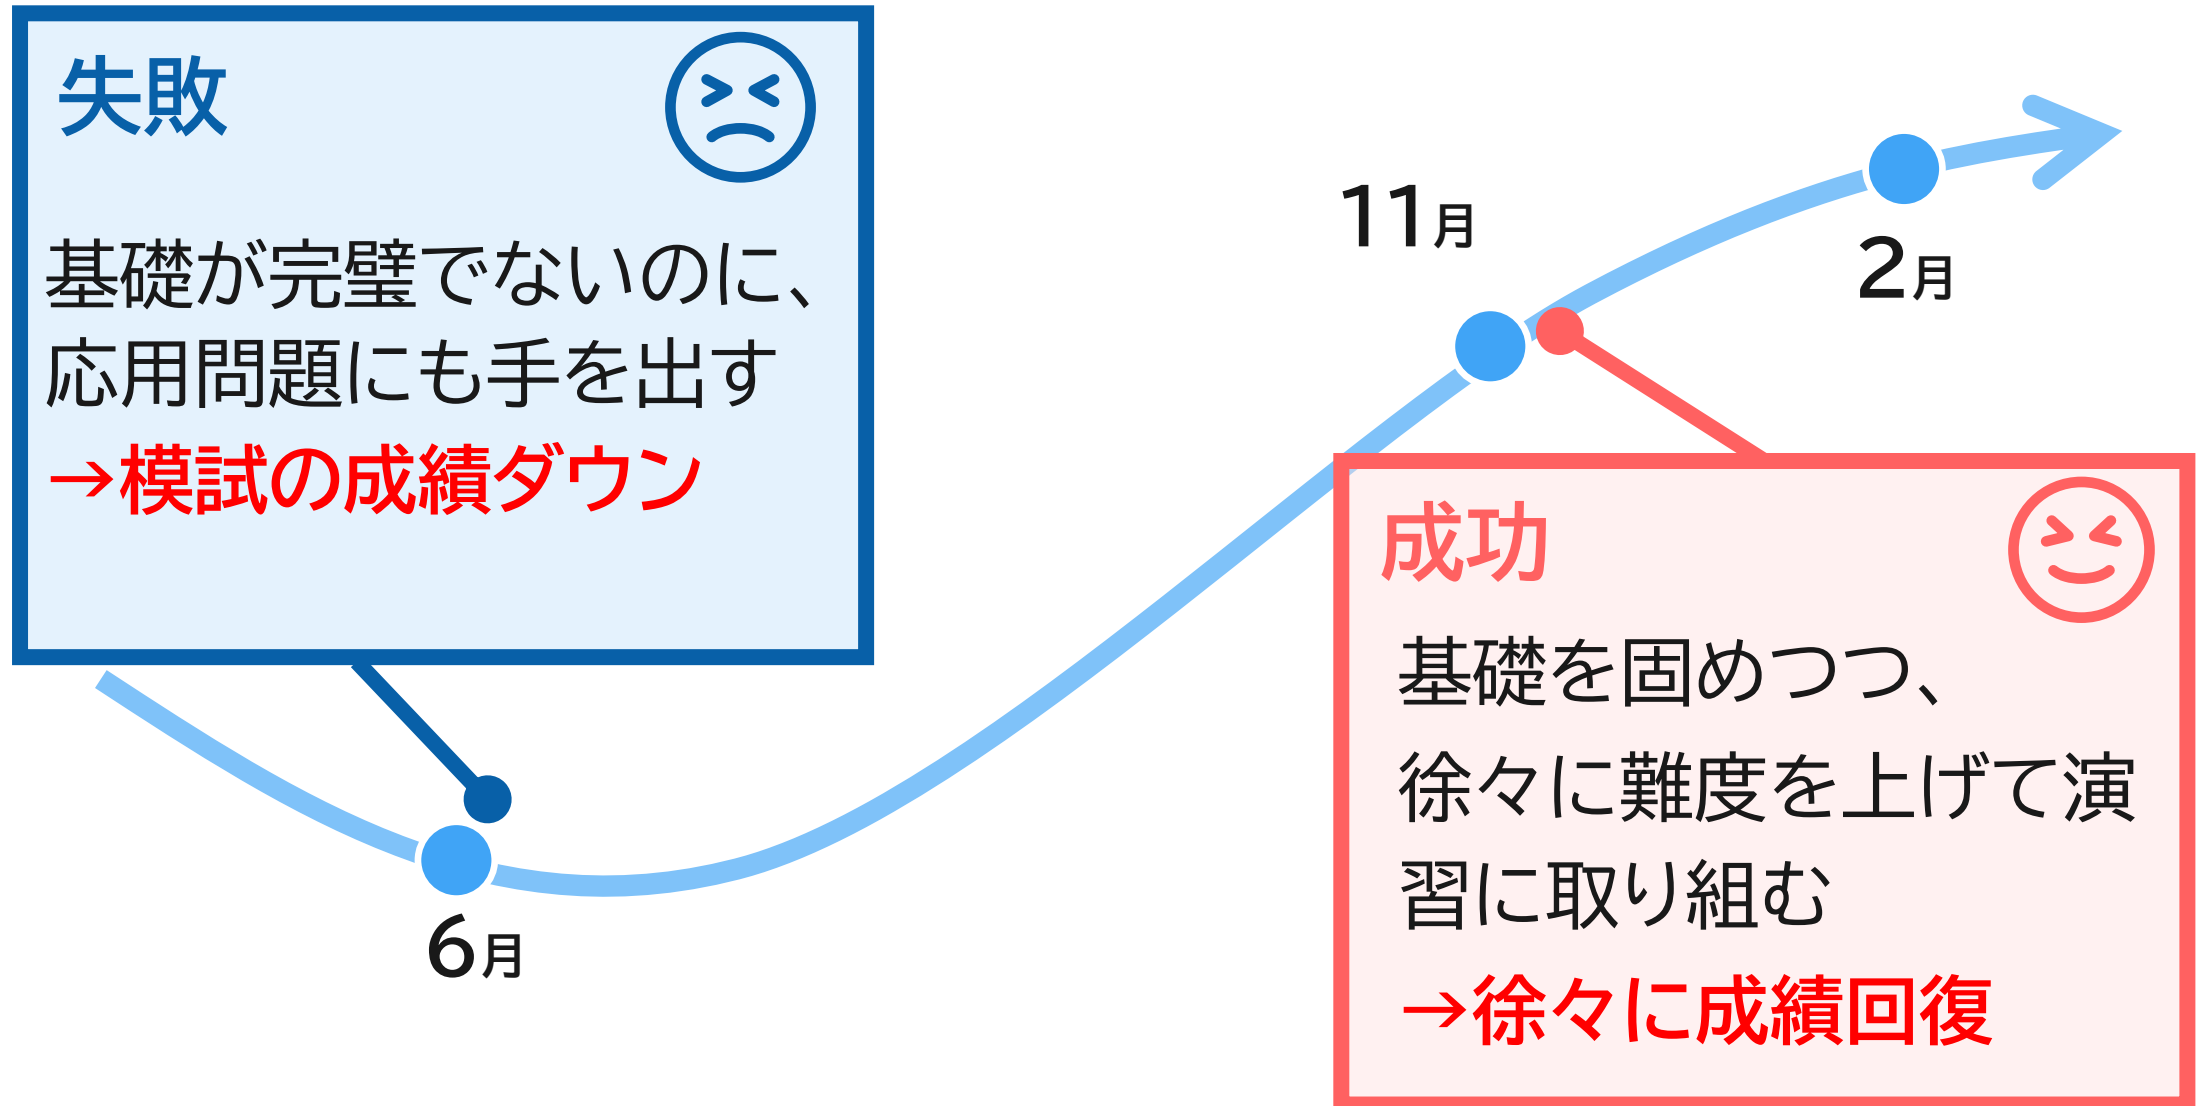 失敗
基礎が完璧でないのに、
応用問題にも手を出す
→模試の成績ダウン
6月
11月
2月
成功
基礎を固めつつ、
徐々に難度を上げて演
習に取り組む
→徐々に成績回復